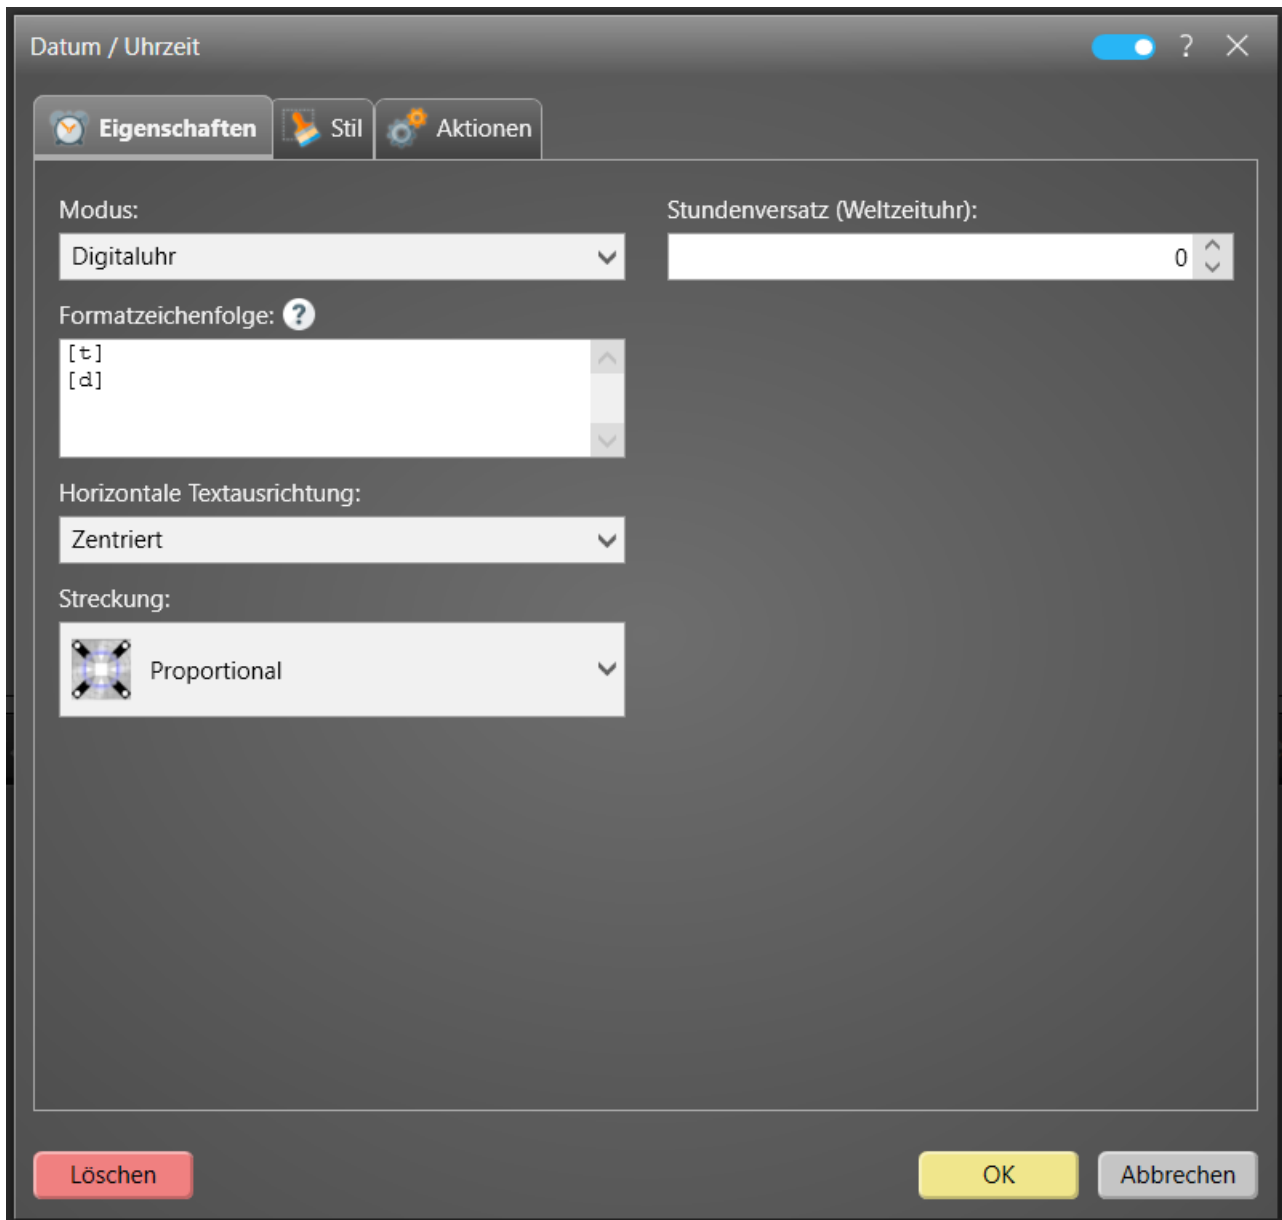 Datum / Uhrzeit
?
Eigenschaften
Stil
Aktionen
Modus:
Stundenversatz (Weltzeituhr):
Digitaluhr
0
Formatzeichenfolge: ?
[t]
[d]
Horizontale Textausrichtung:
Zentriert
Streckung:
Proportional
Löschen
OK
Abbrechen